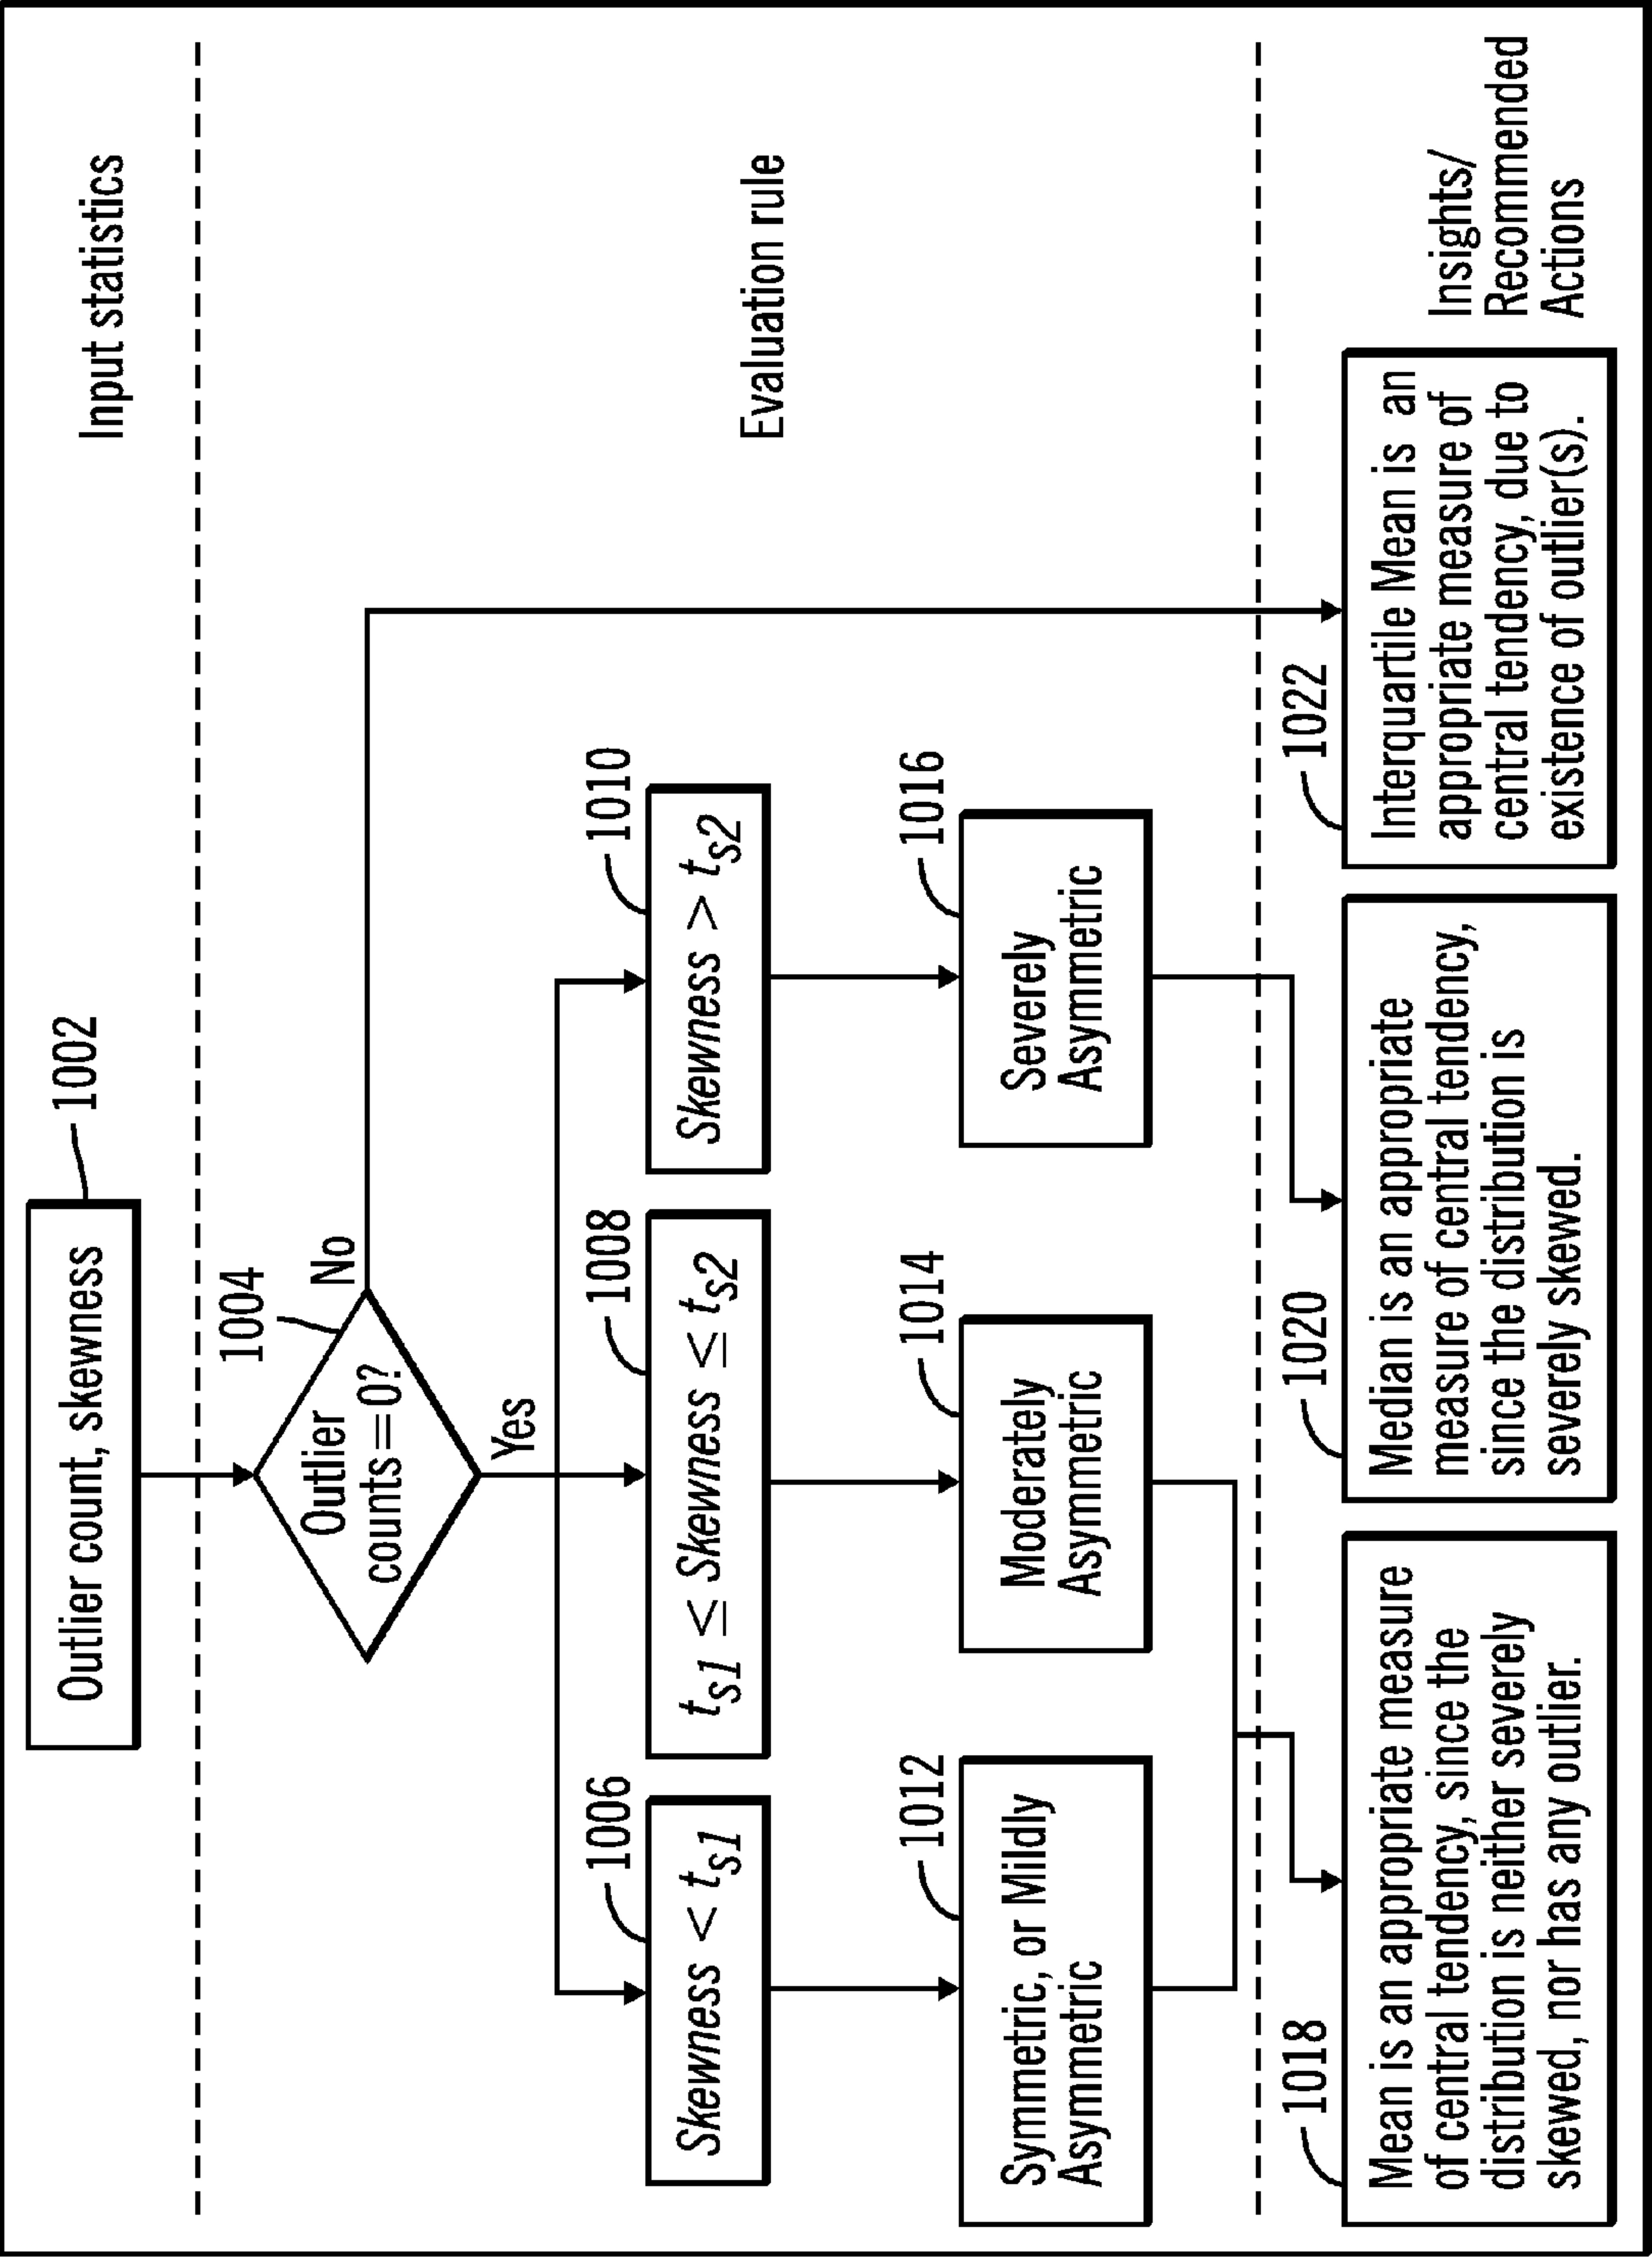 Input statistics
1002
Outlier count, skewness
1004
Outlier
counts=0?
No
Yes
Evaluation rule
1006
Skewness < ts1
1008
ts1 ≤ Skewness ≤ ts2
1010
Skewness > ts2
1012
Symmetric, or Mildly
Asymmetric
1014
Moderately
Asymmetric
1016
Severely
Asymmetric
Insights/
Recommended
Actions
1018
Mean is an appropriate measure
of central tendency, since the
distribution is neither severely
skewed, nor has any outlier.
1020
Median is an appropriate
measure of central tendency,
since the distribution is
severely skewed.
1022
Interquartile Mean is an
appropriate measure of
central tendency, due to
existence of outlier(s).